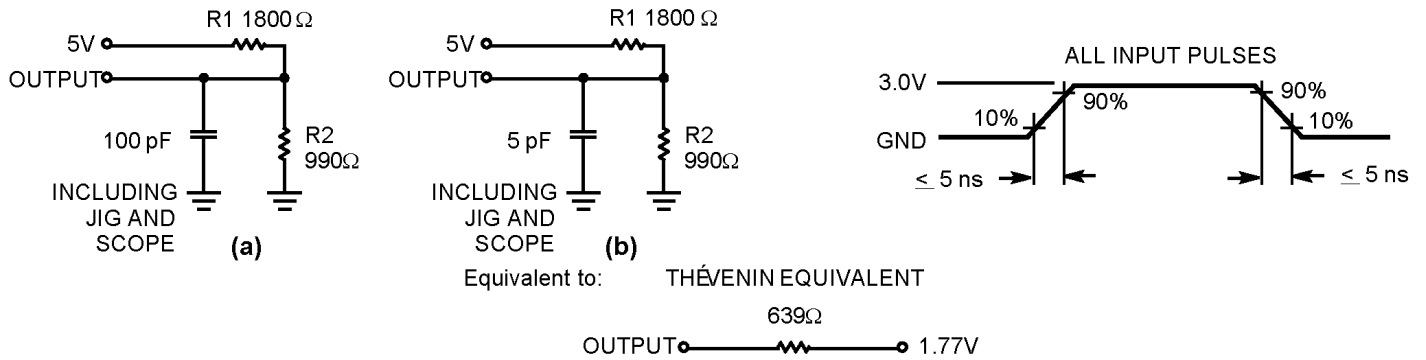 R1 1800 Ω
5V
OUTPUT
100 pF
R2
990Ω
INCLUDING
JIG AND
SCOPE
(a)
R1 1800 Ω
5V
OUTPUT
5 pF
R2
990Ω
INCLUDING
JIG AND
SCOPE
(b)
ALL INPUT PULSES
3.0V
90%
90%
10%
10%
GND
≤ 5 ns
≤ 5 ns
Equivalent to: THÉVENIN EQUIVALENT
639Ω
OUTPUT 1.77V